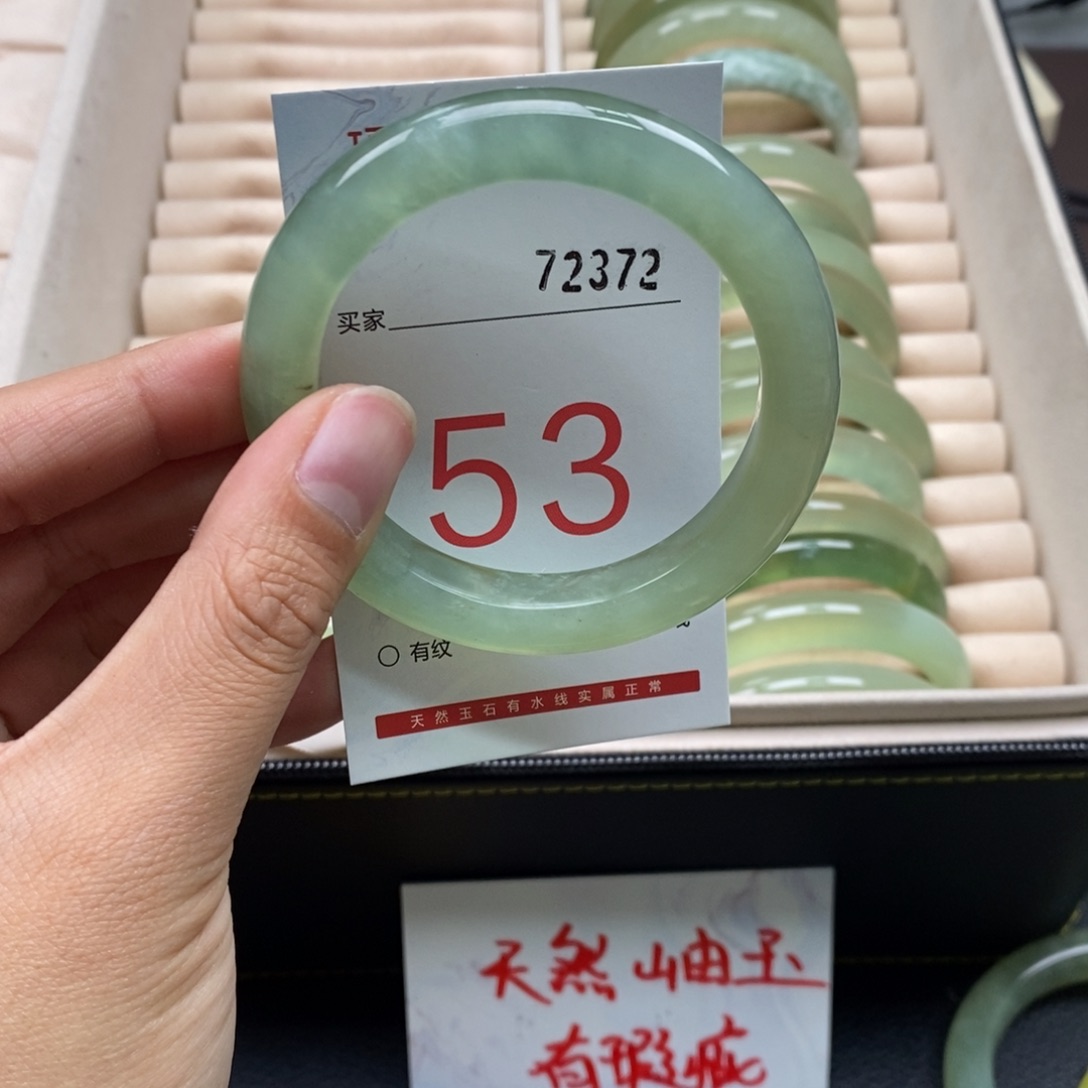 72372
买家
53
有纹
天然玉石有水线实属正常
天然岫玉
有瑕疵